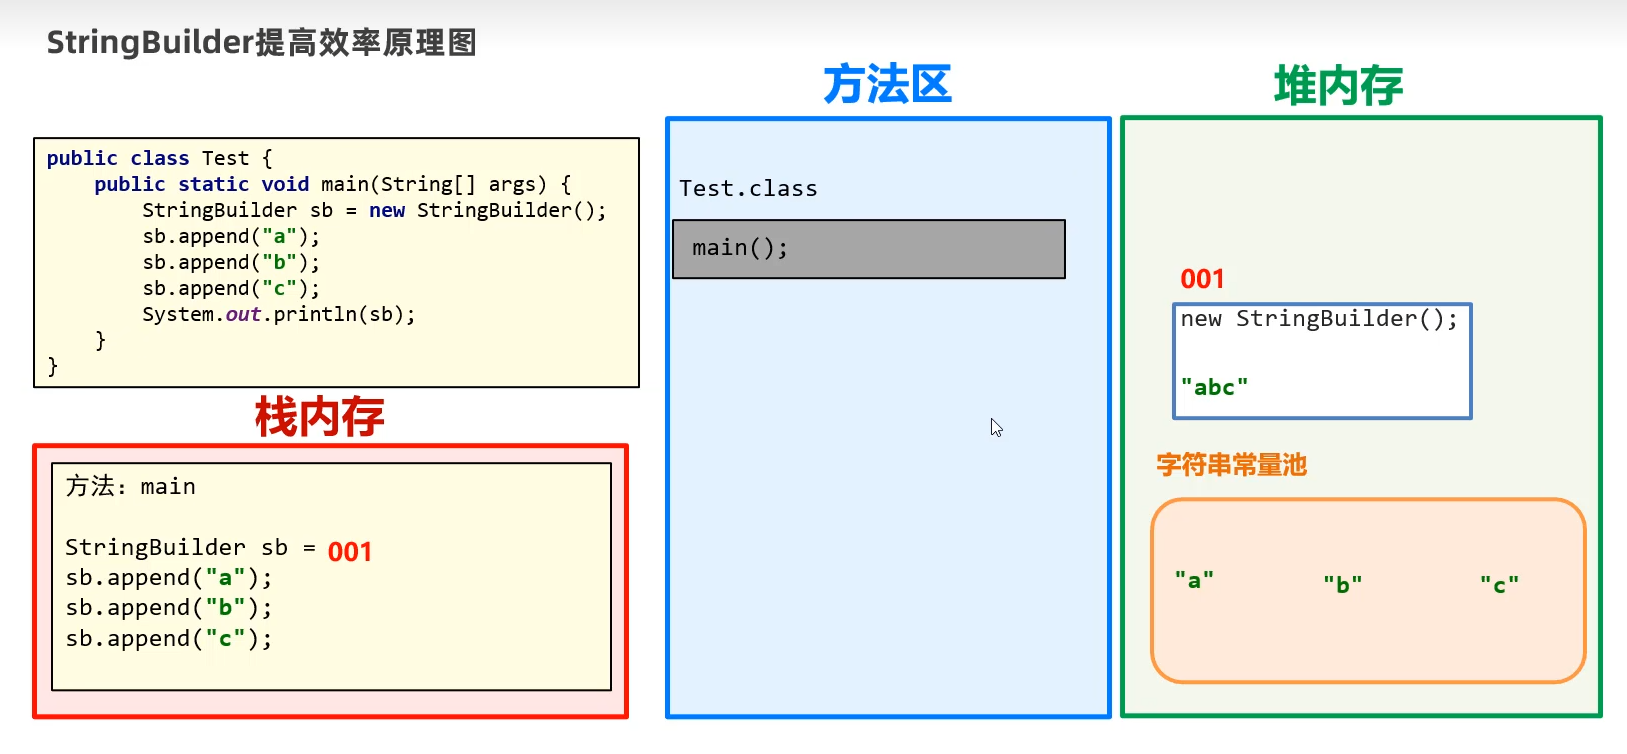 StringBuilder提高效率原理图
public class Test {
    public static void main(String[] args) {
        StringBuilder sb = new StringBuilder();
        sb.append("a");
        sb.append("b");
        sb.append("c");
        System.out.println(sb);
    }
}
栈内存
方法：main
StringBuilder sb = 001
sb.append("a");
sb.append("b");
sb.append("c");
方法区
Test.class
main();
堆内存
001
new StringBuilder();
"abc"
字符串常量池
"a" "b" "c"